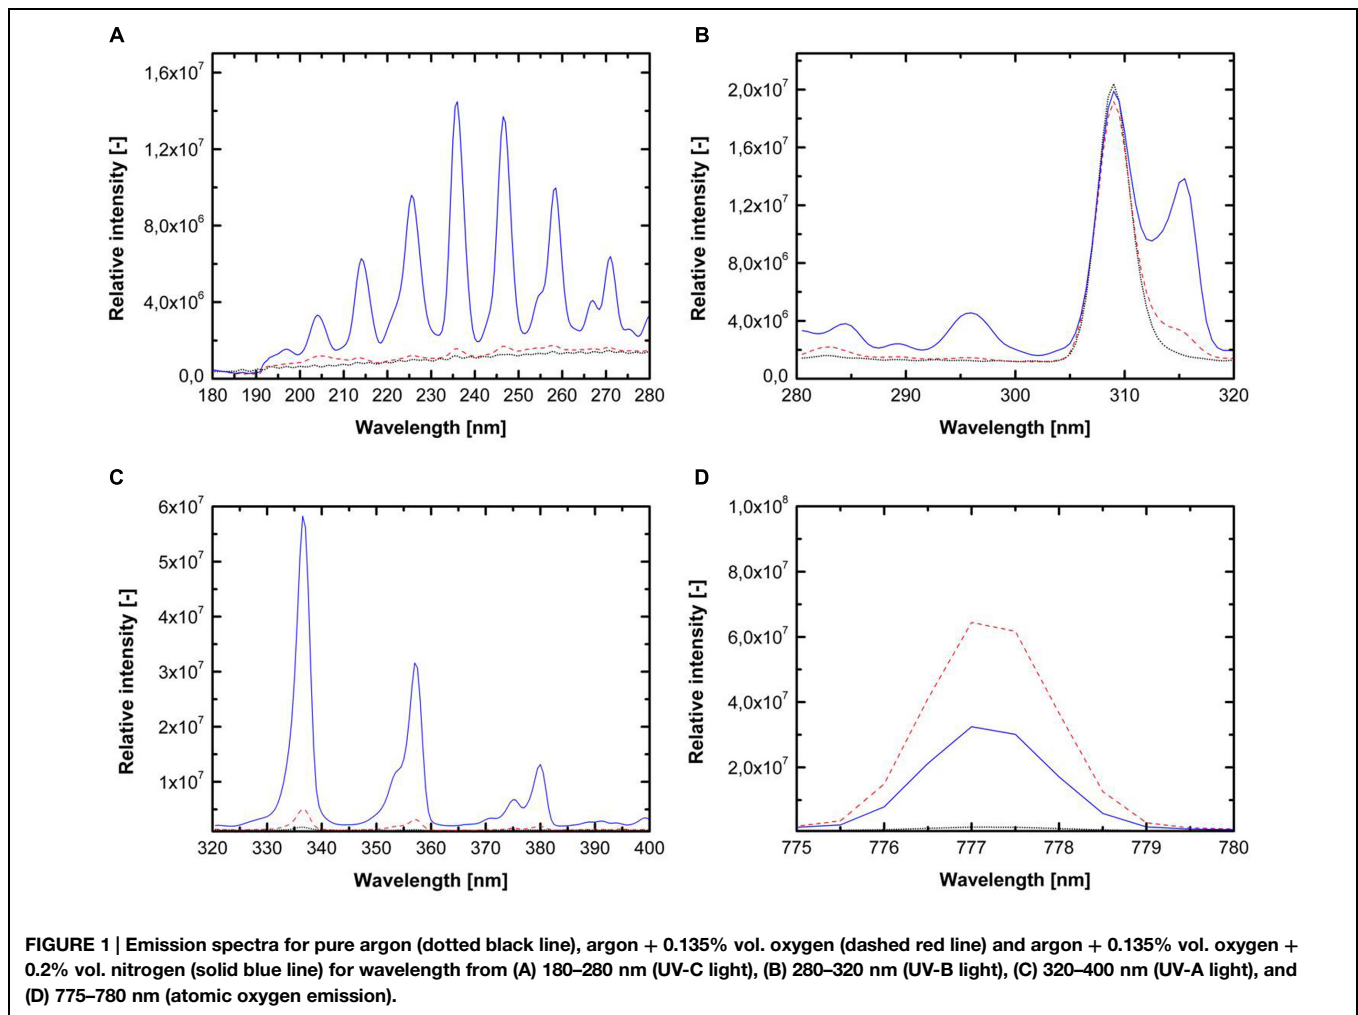 A
B
1,6x10⁷
1,2x10⁷
8,0x10⁶
4,0x10⁶
0,0
Relative intensity [-]
180 190 200 210 220 230 240 250 260 270 280
Wavelength [nm]
2,0x10⁷
1,6x10⁷
1,2x10⁷
8,0x10⁶
4,0x10⁶
0,0
Relative intensity [-]
280 290 300 310 320
Wavelength [nm]
C
D
6x10⁷
5x10⁷
4x10⁷
3x10⁷
2x10⁷
1x10⁷
Relative intensity [-]
320 330 340 350 360 370 380 390 400
Wavelength [nm]
1,0x10⁸
8,0x10⁷
6,0x10⁷
4,0x10⁷
2,0x10⁷
Relative intensity [-]
775 776 777 778 779 780
Wavelength [nm]
FIGURE 1 | Emission spectra for pure argon (dotted black line), argon + 0.135% vol. oxygen (dashed red line) and argon + 0.135% vol. oxygen +
0.2% vol. nitrogen (solid blue line) for wavelength from (A) 180–280 nm (UV-C light), (B) 280–320 nm (UV-B light), (C) 320–400 nm (UV-A light), and
(D) 775–780 nm (atomic oxygen emission).